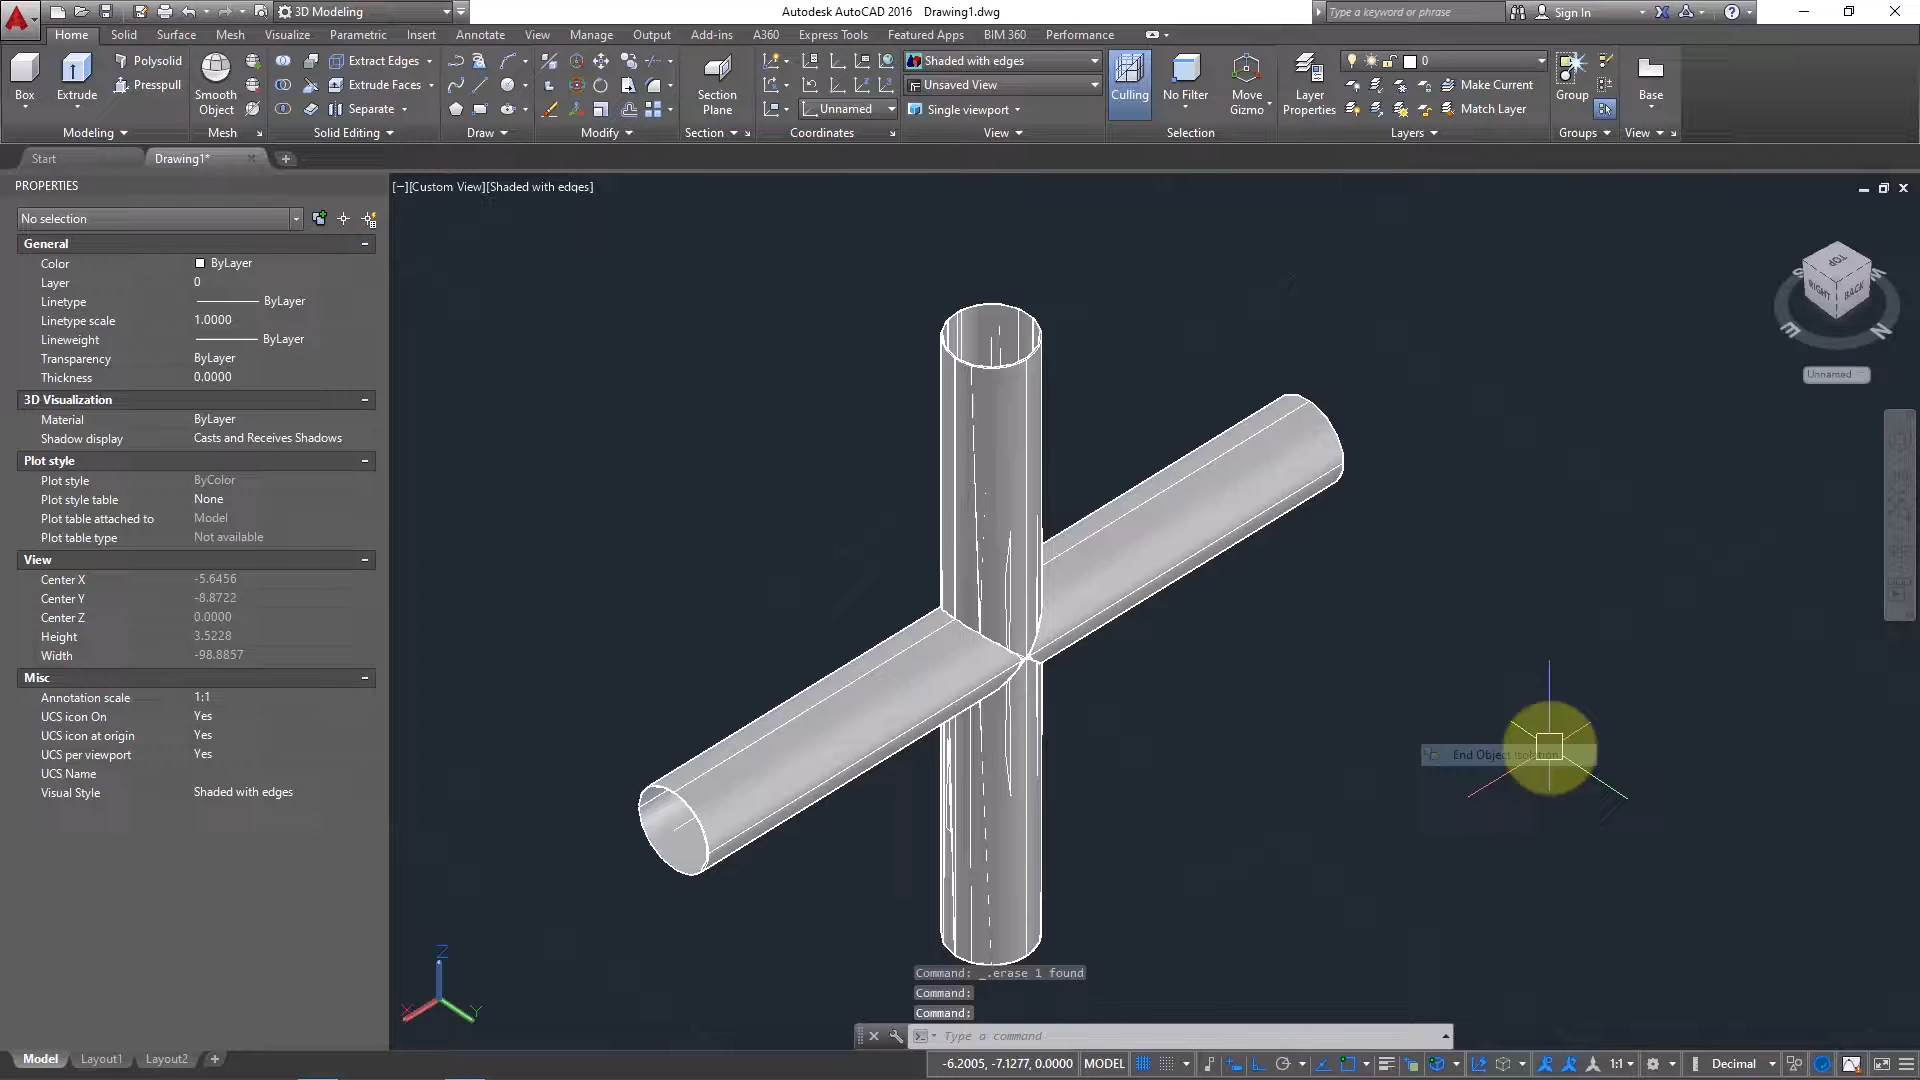 3D Modeling
Autodesk AutoCAD 2016 Drawing1.dwg
Type a keyword or phrase
Sign In
Home Solid Surface Mesh Visualize Parametric Insert Annotate View Manage Output Add-ins A360 Express Tools Featured Apps BIM 360 Performance
Polysolid
Extract Edges
Shaded with edges
0
Presspull
Extrude Faces
Unsaved View
Make Current
Box
Extrude
Smooth
Object
Separate
Section
Plane
Unnamed
Single viewport
Culling
No Filter
Move
Gizmo
Layer
Properties
Match Layer
Group
Base
Modeling
Mesh
Solid Editing
Draw
Modify
Section
Coordinates
View
Selection
Layers
Groups
View
Start
Drawing1*
PROPERTIES
[−][Custom View][Shaded with edges]
No selection
General
Color ByLayer
Layer 0
Linetype ByLayer
Linetype scale 1.0000
Lineweight ByLayer
Transparency ByLayer
Thickness 0.0000
3D Visualization
Material ByLayer
Shadow display Casts and Receives Shadows
Plot style
Plot style ByColor
Plot style table None
Plot table attached to Model
Plot table type Not available
View
Center X -5.6456
Center Y -8.8722
Center Z 0.0000
Height 3.5228
Width -98.8857
Misc
Annotation scale 1:1
UCS icon On Yes
UCS icon at origin Yes
UCS per viewport Yes
UCS Name
Visual Style Shaded with edges
TOP
RIGHT
BACK
S
E
N
Unnamed
End Object Isolation
Z
X
Y
Command: _.erase 1 found
Command:
Command:
Type a command
Model Layout1 Layout2
-6.2005, -7.1277, 0.0000 MODEL
1:1
Decimal